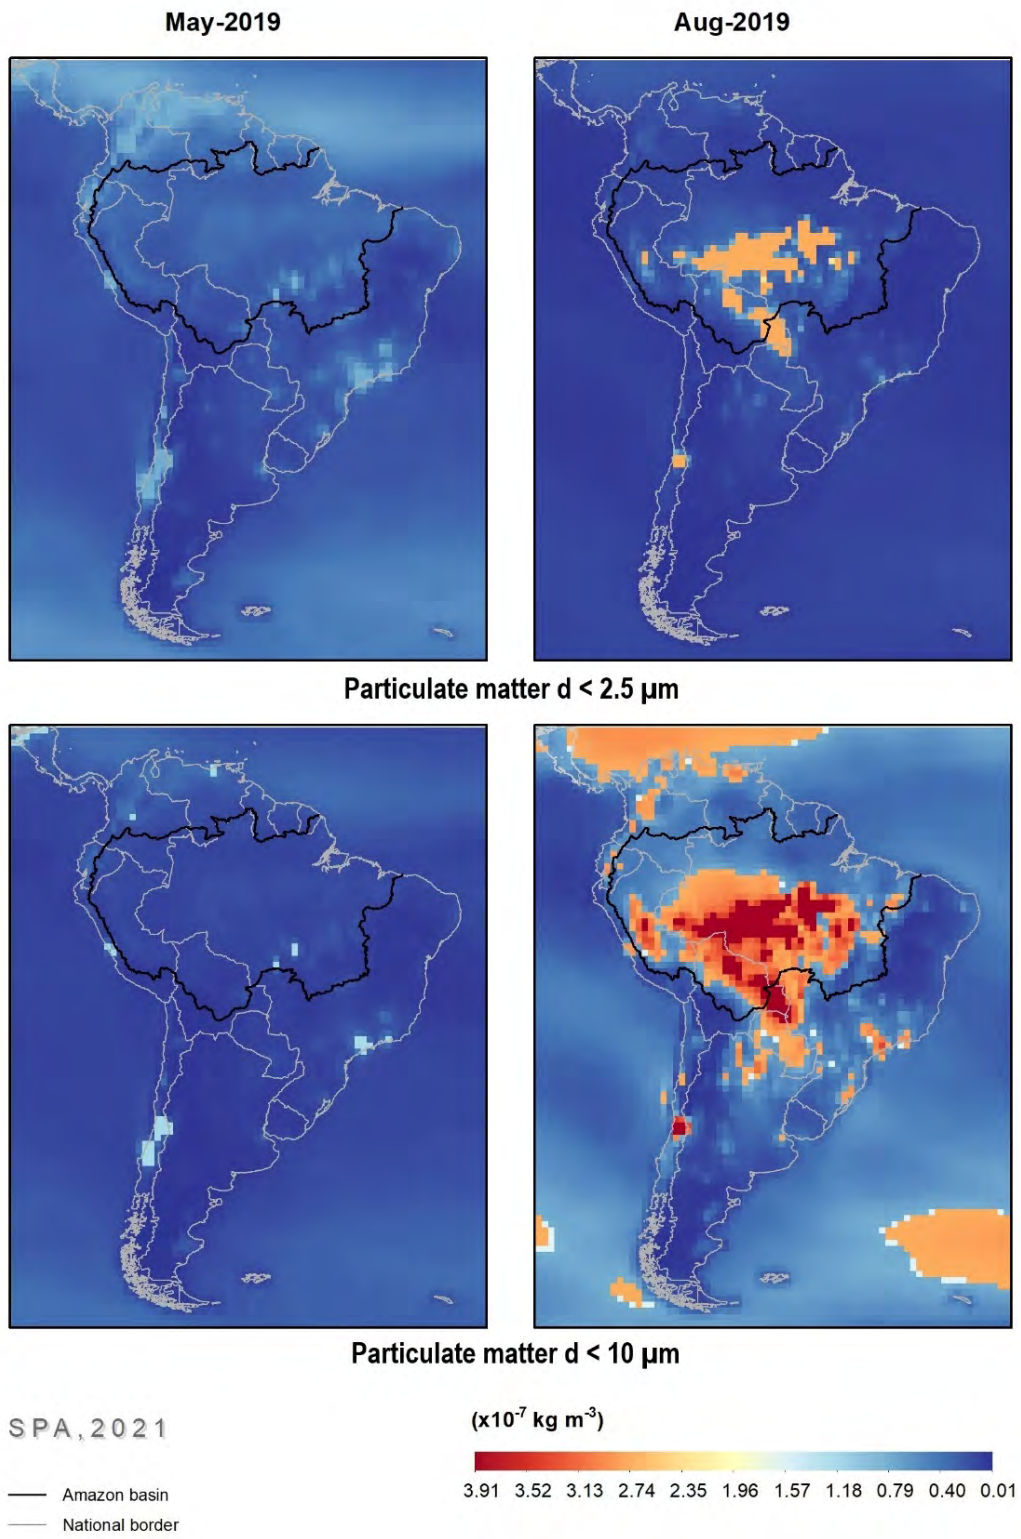 May-2019 Aug-2019
Particulate matter d < 2.5 µm
Particulate matter d < 10 µm
SPA,2021
(x10⁻⁷ kg m⁻³)
3.91 3.52 3.13 2.74 2.35 1.96 1.57 1.18 0.79 0.40 0.01
Amazon basin
National border